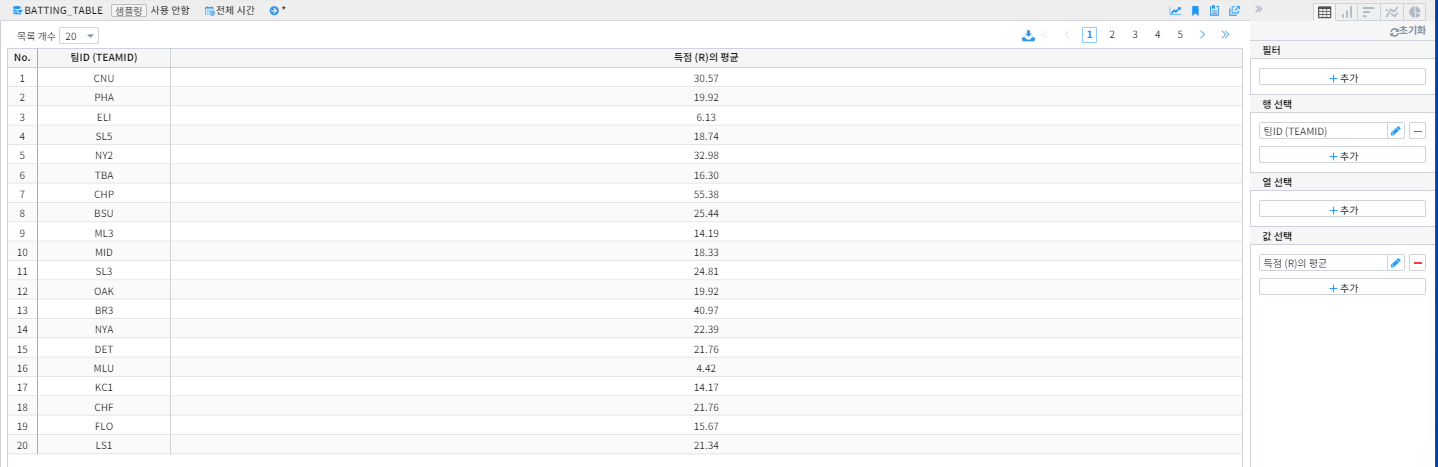 BATTING_TABLE 샘플링 사용 안함 전체 시간 *
목록 개수 20 1 2 3 4 5
No. 팀ID (TEAMID) 득점 (R)의 평균
1 CNU 30.57
2 PHA 19.92
3 ELI 6.13
4 SL5 18.74
5 NY2 32.98
6 TBA 16.30
7 CHP 55.38
8 BSU 25.44
9 ML3 14.19
10 MID 18.33
11 SL3 24.81
12 OAK 19.92
13 BR3 40.97
14 NYA 22.39
15 DET 21.76
16 MLU 4.42
17 KC1 14.17
18 CHF 21.76
19 FLO 15.67
20 LS1 21.34
초기화
필터
+ 추가
행 선택
팀ID (TEAMID)
+ 추가
열 선택
+ 추가
값 선택
득점 (R)의 평균
+ 추가